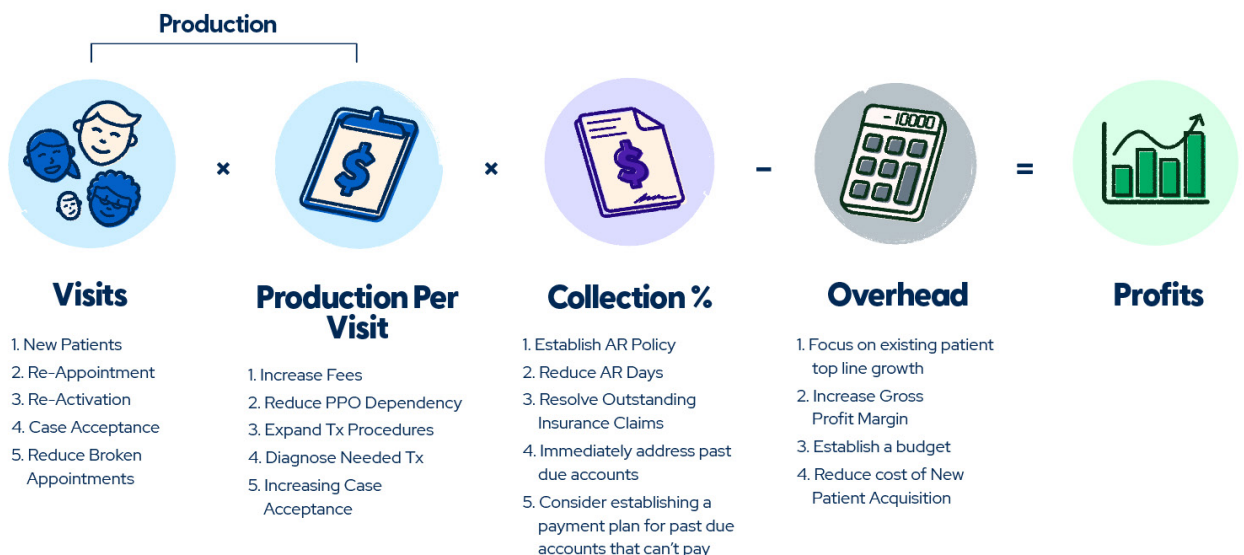 Production
×
×
-10000
−
=
Visits
1. New Patients
2. Re-Appointment
3. Re-Activation
4. Case Acceptance
5. Reduce Broken
Appointments
Production Per
Visit
1. Increase Fees
2. Reduce PPO Dependency
3. Expand Tx Procedures
4. Diagnose Needed Tx
5. Increasing Case
Acceptance
Collection %
1. Establish AR Policy
2. Reduce AR Days
3. Resolve Outstanding
Insurance Claims
4. Immediately address past
due accounts
5. Consider establishing a
payment plan for past due
accounts that can't pay
Overhead
1. Focus on existing patient
top line growth
2. Increase Gross
Profit Margin
3. Establish a budget
4. Reduce cost of New
Patient Acquisition
Profits